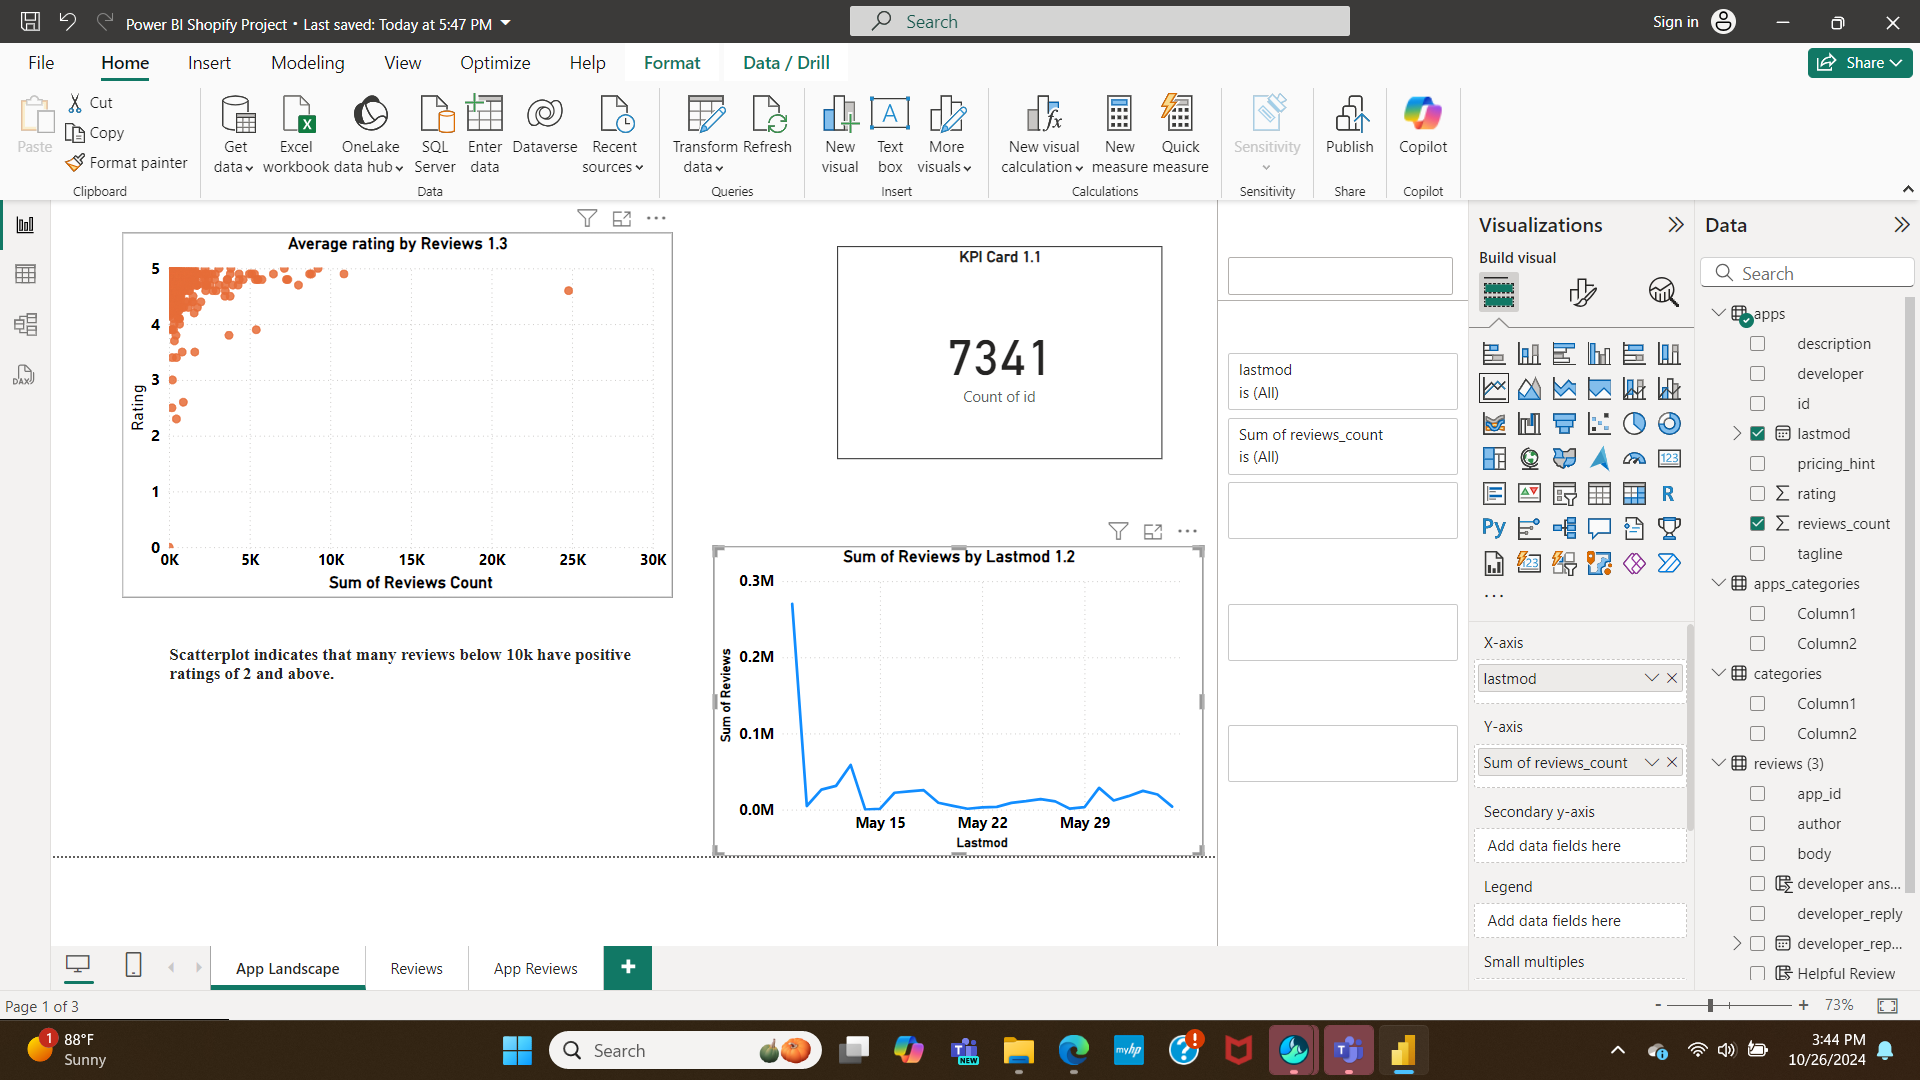 Power BI Shopify Project • Last saved: Today at 5:47 PM
Search
Sign in
File
Home
Insert
Modeling
View
Optimize
Help
Format
Data / Drill
Share
Paste
Cut
Copy
Format painter
Clipboard
Get data
Excel workbook
OneLake data hub
SQL Server
Enter data
Dataverse
Recent sources
Data
Transform data
Refresh
Queries
New visual
Text box
More visuals
Insert
New visual calculation
New measure
Quick measure
Calculations
Sensitivity
Sensitivity
Publish
Share
Copilot
Copilot
Average rating by Reviews 1.3
5
4
3
2
1
0
Rating
0K 5K 10K 15K 20K 25K 30K
Sum of Reviews Count
Scatterplot indicates that many reviews below 10k have positive
ratings of 2 and above.
KPI Card 1.1
7341
Count of id
Sum of Reviews by Lastmod 1.2
0.3M
0.2M
0.1M
0.0M
Sum of Reviews
May 15 May 22 May 29
Lastmod
lastmod
is (All)
Sum of reviews_count
is (All)
Visualizations
Build visual
123
R
Py
123
X-axis
lastmod
Y-axis
Sum of reviews_count
Secondary y-axis
Add data fields here
Legend
Add data fields here
Small multiples
Data
Search
apps
description
developer
id
lastmod
pricing_hint
rating
reviews_count
tagline
apps_categories
Column1
Column2
categories
Column1
Column2
reviews (3)
app_id
author
body
developer ans...
developer_reply
developer_rep...
Helpful Review
DAX
App Landscape
Reviews
App Reviews
Page 1 of 3
- + 73%
1
88°F
Sunny
Search
NEW
myhp
3:44 PM
10/26/2024